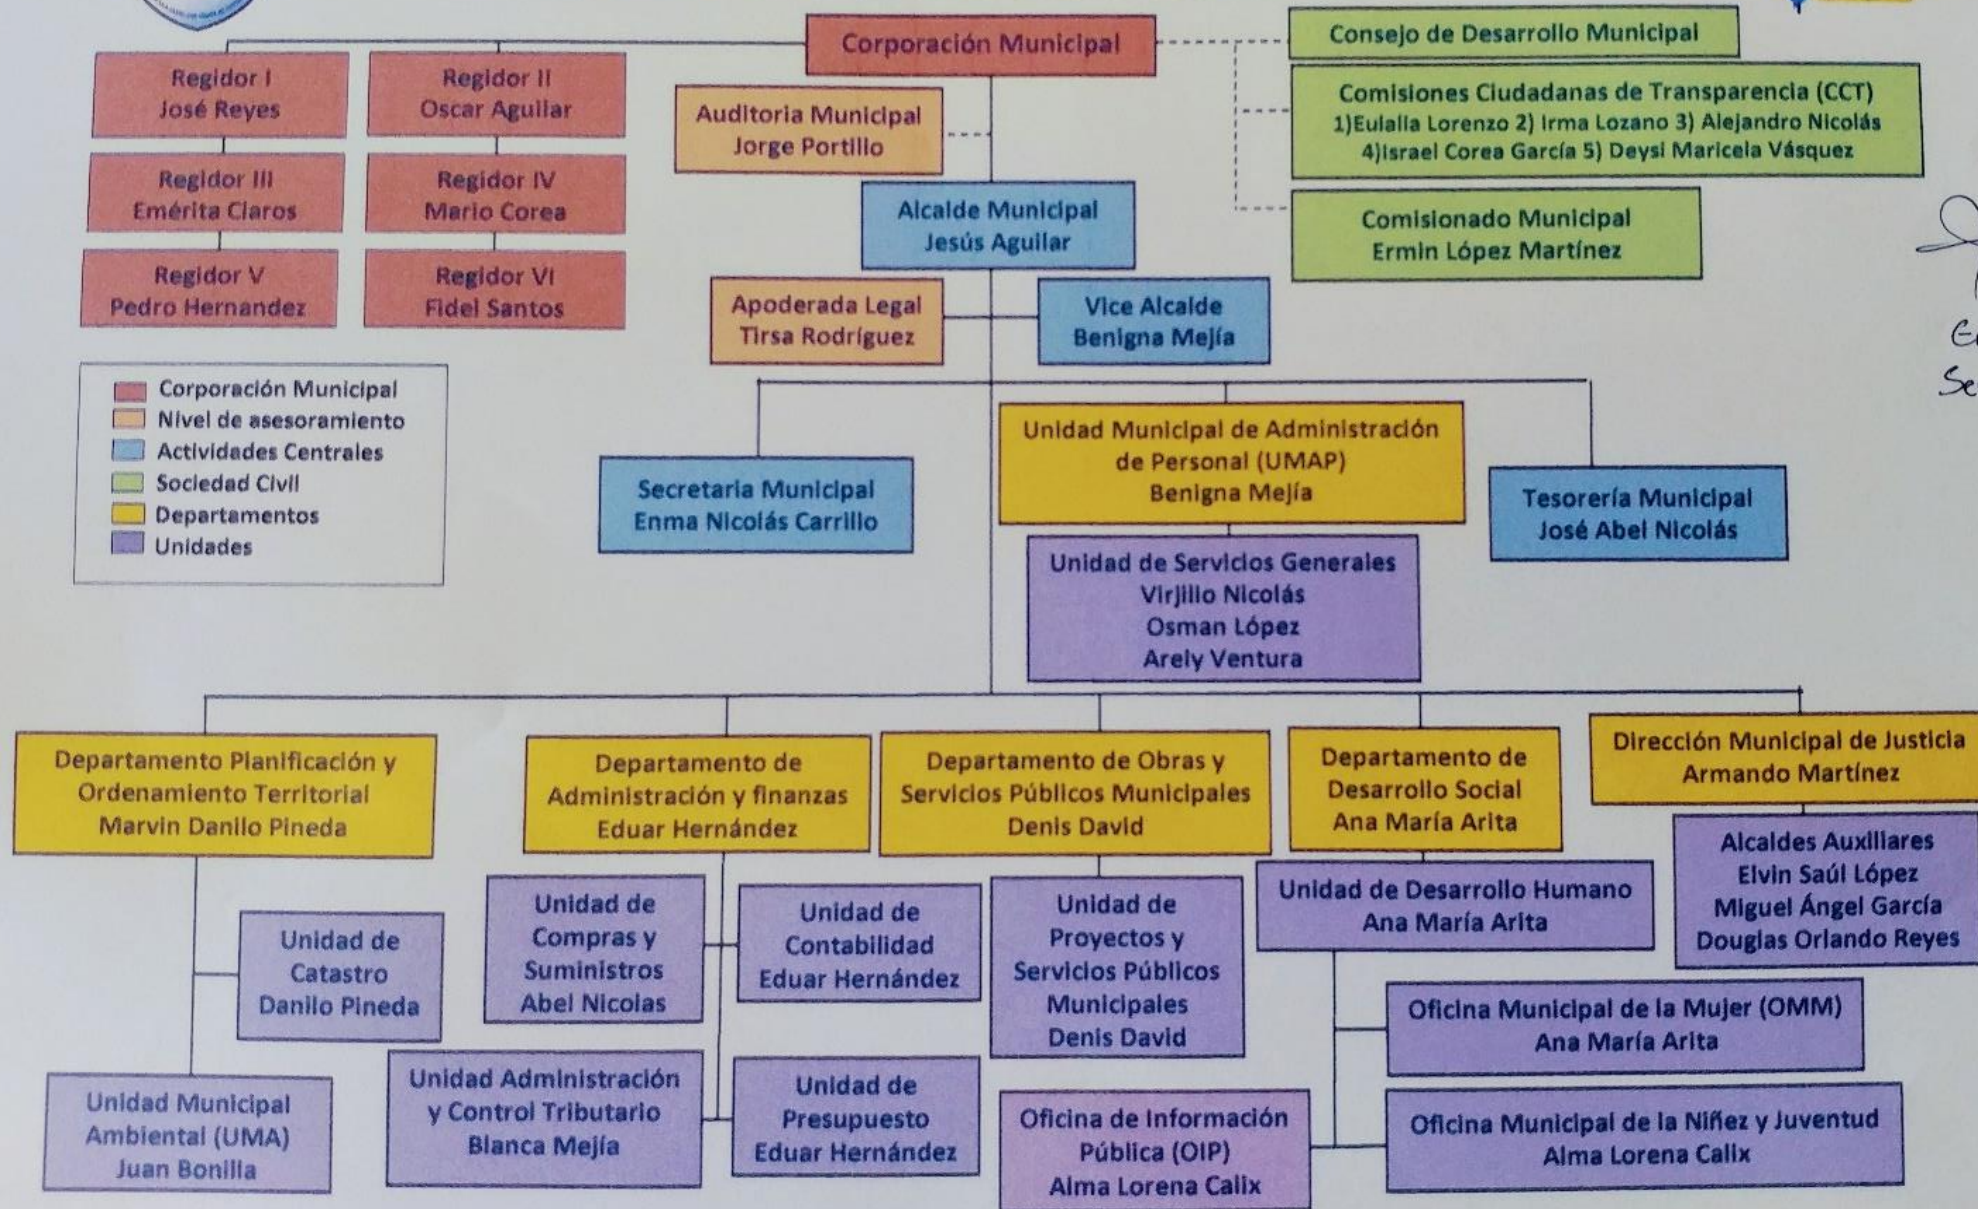 Corporación Municipal
Consejo de Desarrollo Municipal
Regidor I
José Reyes
Regidor II
Oscar Aguilar
Auditoria Municipal
Jorge Portillo
Comisiones Ciudadanas de Transparencia (CCT)
1)Eulalia Lorenzo 2) Irma Lozano 3) Alejandro Nicolás
4)Israel Corea García 5) Deysi Maricela Vásquez
Regidor III
Emérita Claros
Regidor IV
Mario Corea
Alcalde Municipal
Jesús Aguilar
Comisionado Municipal
Ermin López Martínez
Regidor V
Pedro Hernandez
Regidor VI
Fidel Santos
Apoderada Legal
Tirsa Rodríguez
Vice Alcalde
Benigna Mejía
Corporación Municipal
Nivel de asesoramiento
Actividades Centrales
Sociedad Civil
Departamentos
Unidades
Secretaria Municipal
Enma Nicolás Carrillo
Unidad Municipal de Administración
de Personal (UMAP)
Benigna Mejía
Tesorería Municipal
José Abel Nicolás
Unidad de Servicios Generales
Virjilio Nicolás
Osman López
Arely Ventura
Departamento Planificación y
Ordenamiento Territorial
Marvin Danilo Pineda
Departamento de
Administración y finanzas
Eduar Hernández
Departamento de Obras y
Servicios Públicos Municipales
Denis David
Departamento de
Desarrollo Social
Ana María Arita
Dirección Municipal de Justicia
Armando Martínez
Unidad de
Catastro
Danilo Pineda
Unidad de
Compras y
Suministros
Abel Nicolas
Unidad de
Contabilidad
Eduar Hernández
Unidad de
Proyectos y
Servicios Públicos
Municipales
Denis David
Unidad de Desarrollo Humano
Ana María Arita
Alcaldes Auxiliares
Elvin Saúl López
Miguel Ángel García
Douglas Orlando Reyes
Oficina Municipal de la Mujer (OMM)
Ana María Arita
Unidad Municipal
Ambiental (UMA)
Juan Bonilla
Unidad Administración
y Control Tributario
Blanca Mejía
Unidad de
Presupuesto
Eduar Hernández
Oficina de Información
Pública (OIP)
Alma Lorena Calix
Oficina Municipal de la Niñez y Juventud
Alma Lorena Calix